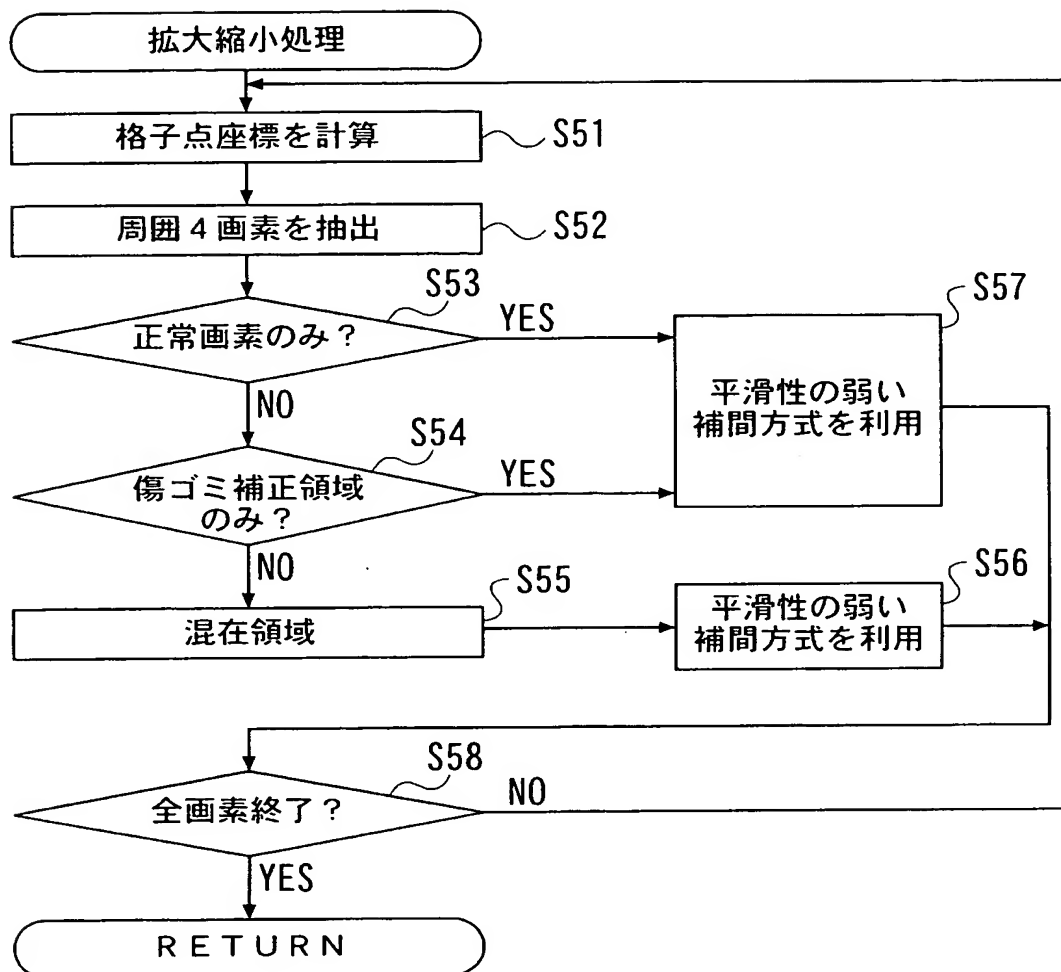 拡大縮小処理
格子点座標を計算
S51
周囲4画素を抽出
S52
S53
正常画素のみ？
YES
NO
S57
平滑性の弱い
補間方式を利用
S54
傷ゴミ補正領域
のみ？
YES
NO
S55
混在領域
S56
平滑性の弱い
補間方式を利用
S58
全画素終了？
NO
YES
RETURN